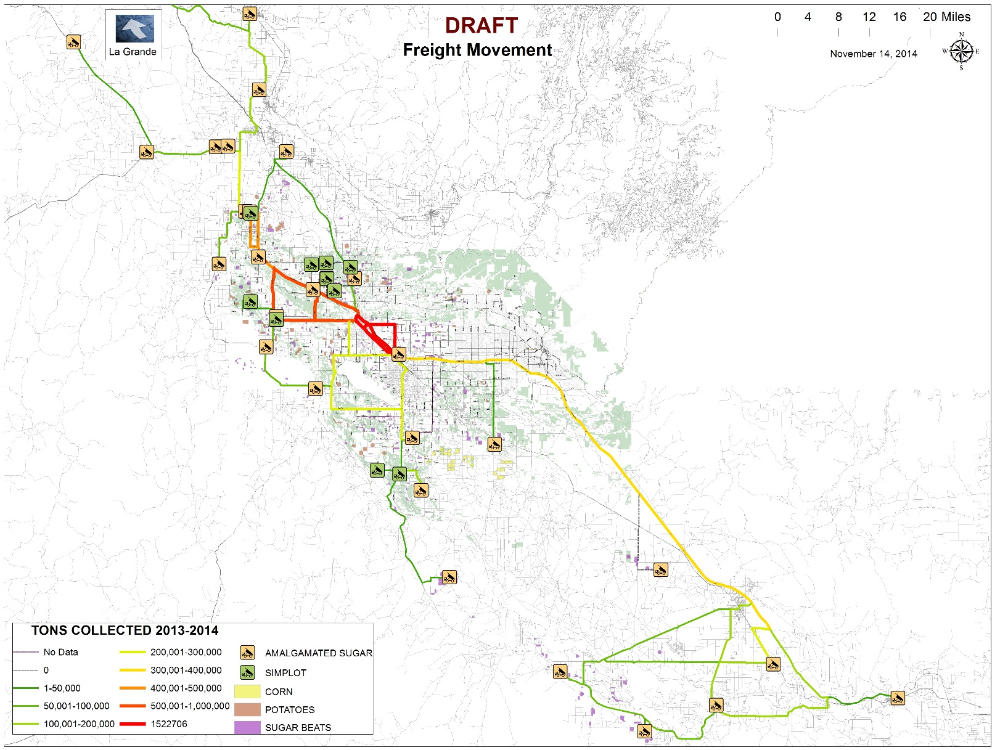 DRAFT
Freight Movement
La Grande
0 4 8 12 16 20 Miles
November 14, 2014
N
W E
S
TONS COLLECTED 2013-2014
No Data
0
1-50,000
50,001-100,000
100,001-200,000
200,001-300,000
300,001-400,000
400,001-500,000
500,001-1,000,000
1522706
AMALGAMATED SUGAR
SIMPLOT
CORN
POTATOES
SUGAR BEATS